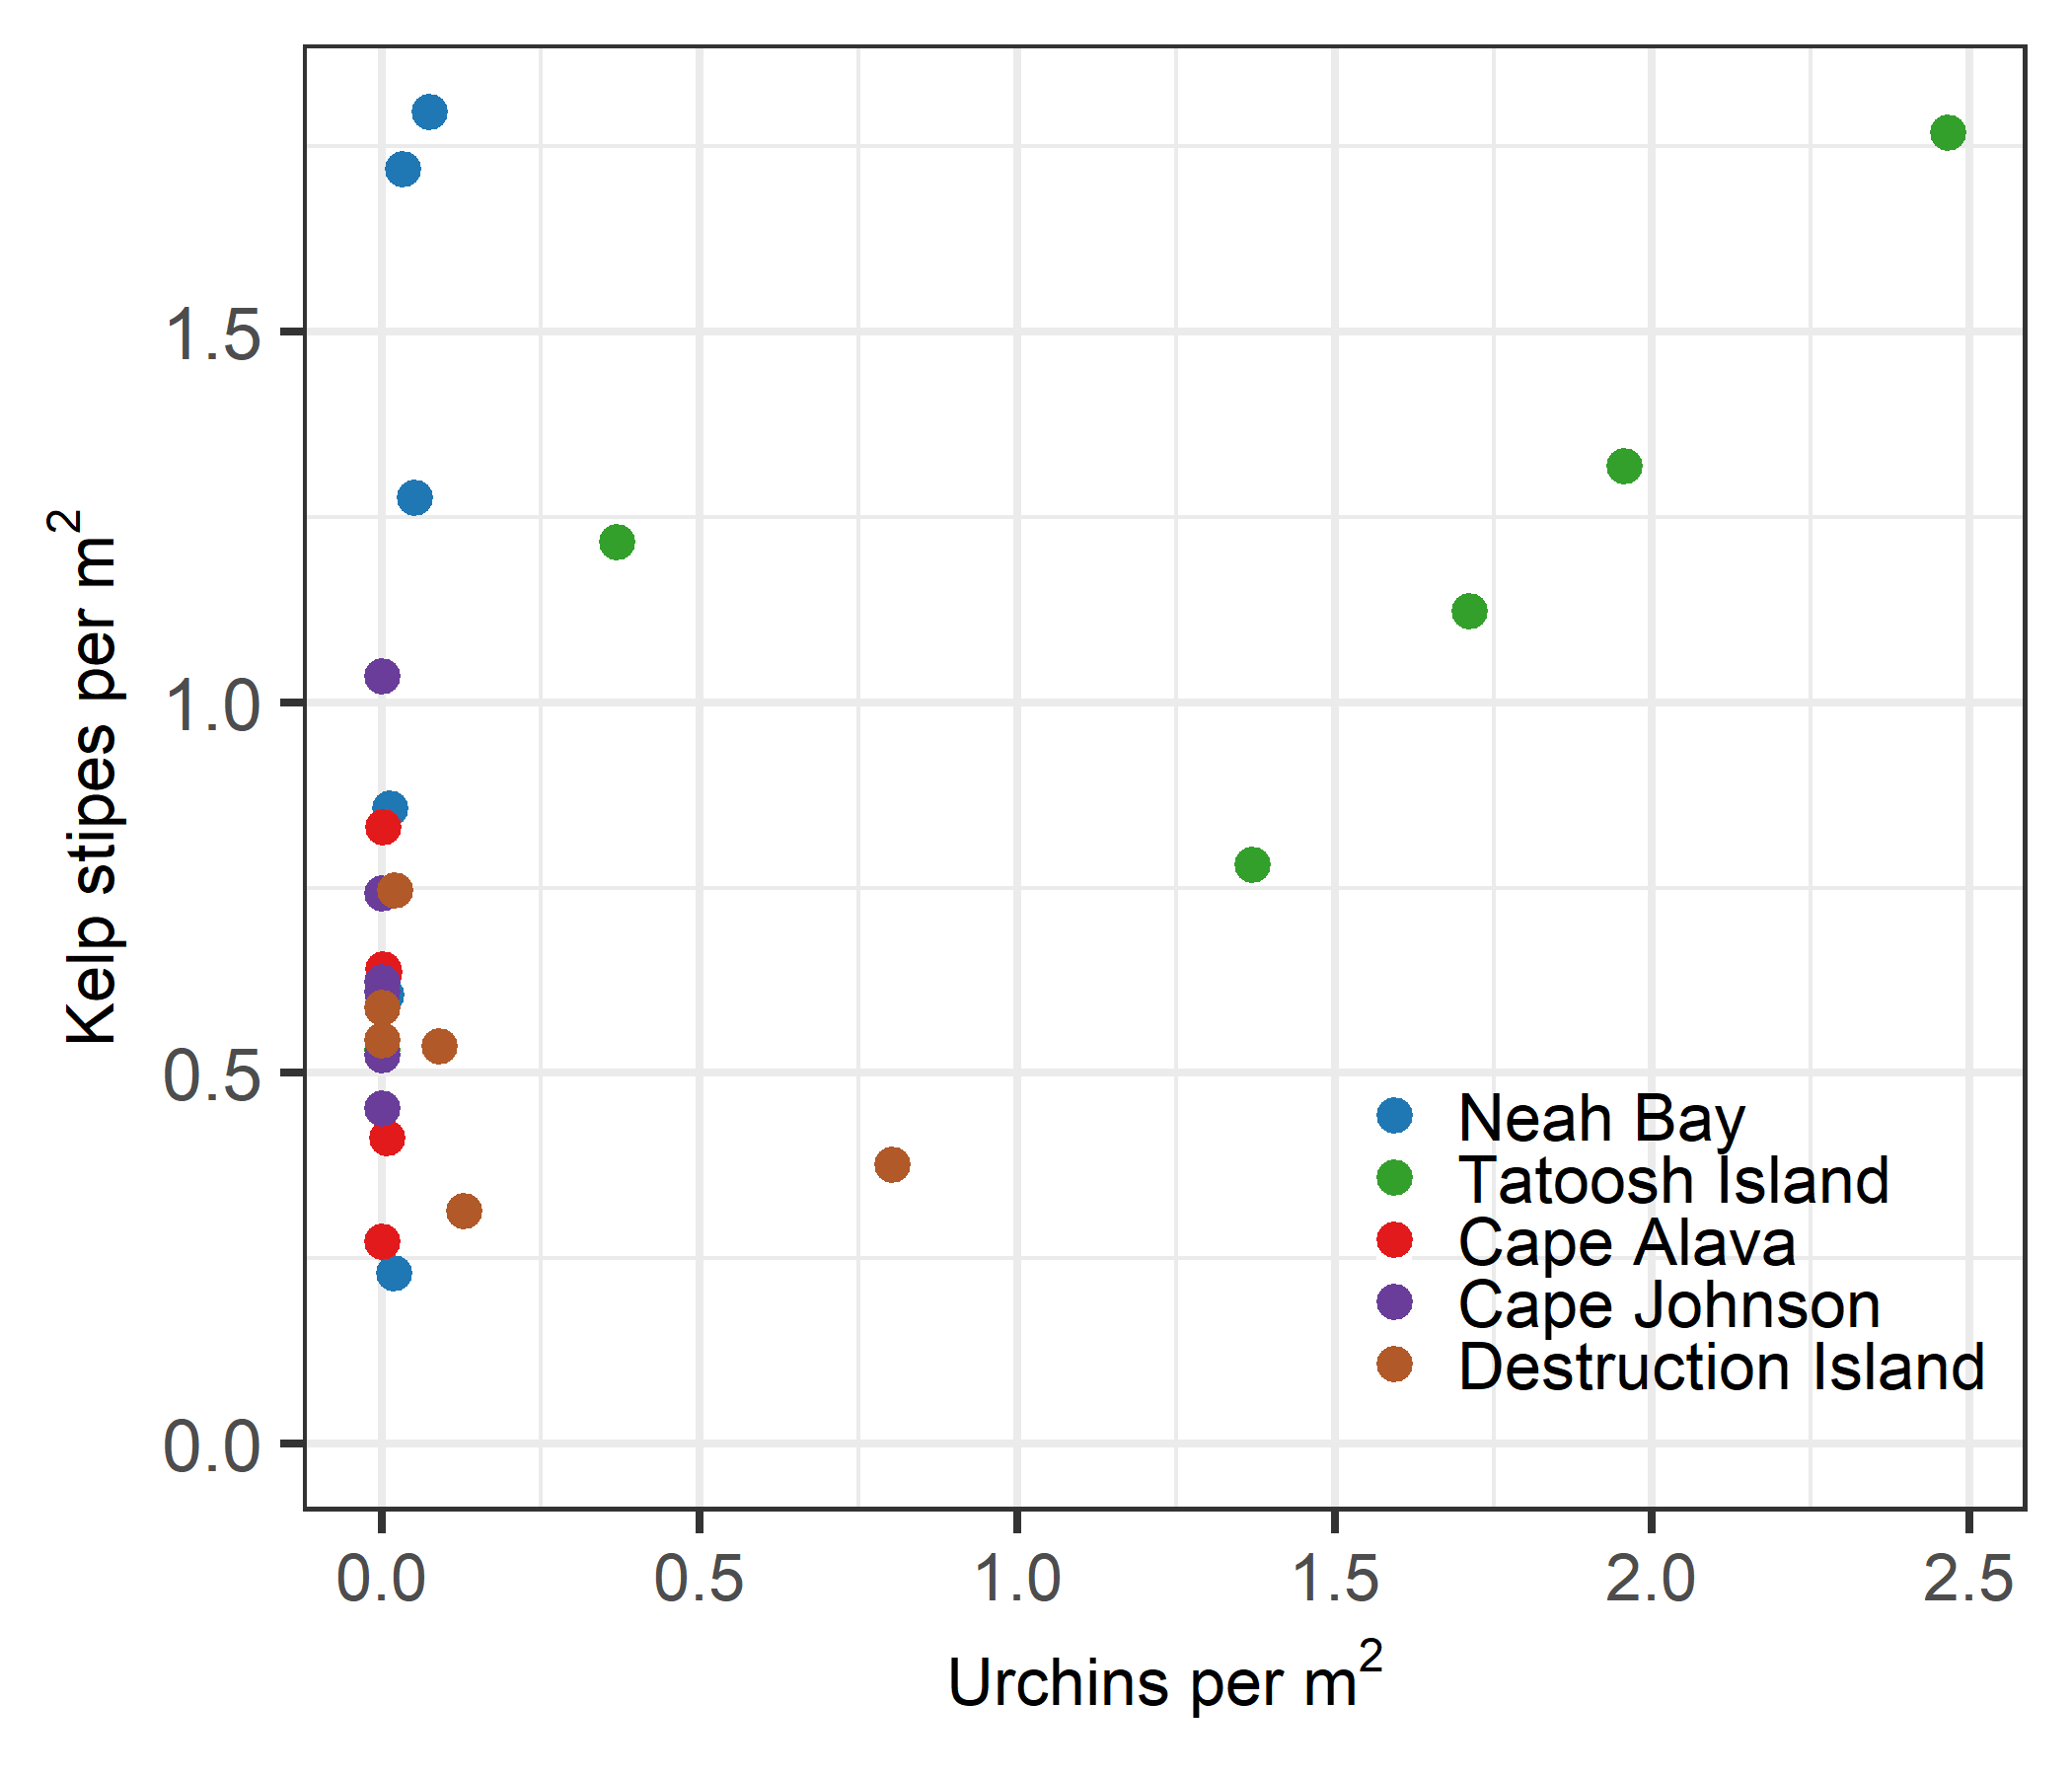 Kelp stipes per m²
1.5
1.0
0.5
0.0
Neah Bay
Tatoosh Island
Cape Alava
Cape Johnson
Destruction Island
0.0 0.5 1.0 1.5 2.0 2.5
Urchins per m²